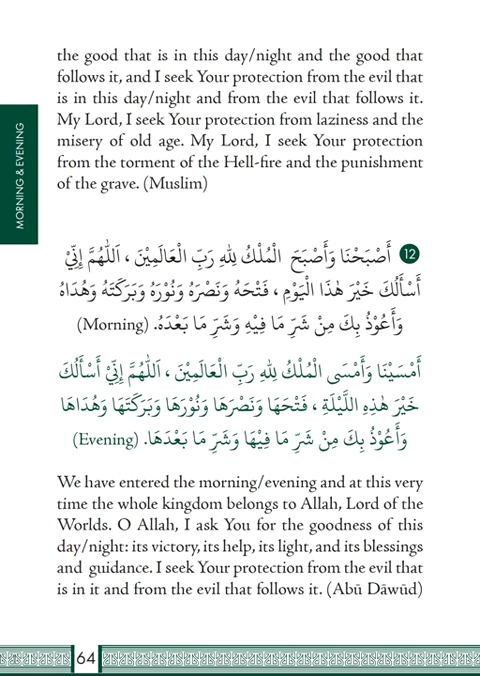 the good that is in this day/night and the good that
follows it, and I seek Your protection from the evil that
is in this day/night and from the evil that follows it.
My Lord, I seek Your protection from laziness and the
misery of old age. My Lord, I seek Your protection
from the torment of the Hell-fire and the punishment
of the grave. (Muslim)
MORNING & EVENING
12 أَصْبَحْنَا وَأَصْبَحَ الْمُلْكُ لِلّٰهِ رَبِّ الْعَالَمِيْنَ ، اَللّٰهُمَّ إِنِّيْ
أَسْأَلُكَ خَيْرَ هٰذَا الْيَوْمِ ، فَتْحَهُ وَنَصْرَهُ وَنُوْرَهُ وَبَرَكَتَهُ وَهُدَاهُ
وَأَعُوْذُ بِكَ مِنْ شَرِّ مَا فِيْهِ وَشَرِّ مَا بَعْدَهُ. (Morning)
أَمْسَيْنَا وَأَمْسَى الْمُلْكُ لِلّٰهِ رَبِّ الْعَالَمِيْنَ ، اَللّٰهُمَّ إِنِّيْ أَسْأَلُكَ
خَيْرَ هٰذِهِ اللَّيْلَةِ ، فَتْحَهَا وَنَصْرَهَا وَنُوْرَهَا وَبَرَكَتَهَا وَهُدَاهَا
وَأَعُوْذُ بِكَ مِنْ شَرِّ مَا فِيْهَا وَشَرِّ مَا بَعْدَهَا. (Evening)
We have entered the morning/evening and at this very
time the whole kingdom belongs to Allah, Lord of the
Worlds. O Allah, I ask You for the goodness of this
day/night: its victory, its help, its light, and its blessings
and guidance. I seek Your protection from the evil that
is in it and from the evil that follows it. (Abū Dāwūd)
64